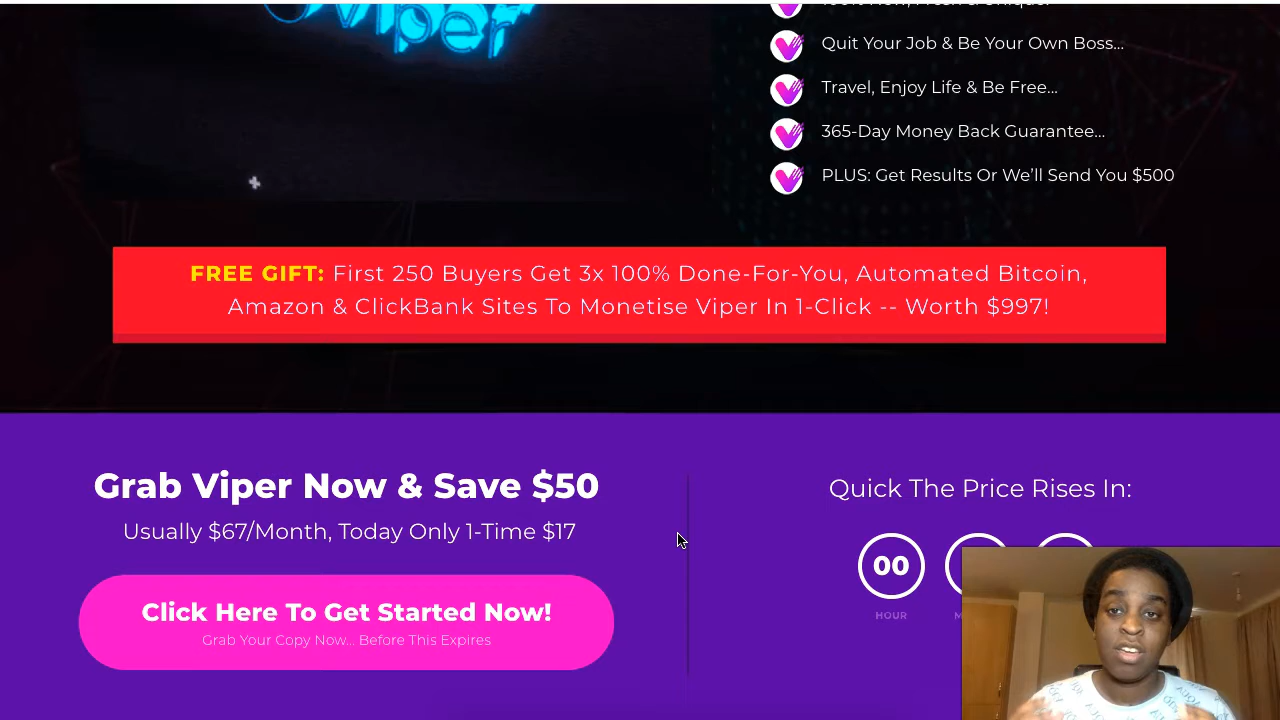 Viper
100% New, Fresh & Unique!
Quit Your Job & Be Your Own Boss...
Travel, Enjoy Life & Be Free...
365-Day Money Back Guarantee...
PLUS: Get Results Or We'll Send You $500
FREE GIFT: First 250 Buyers Get 3x 100% Done-For-You, Automated Bitcoin,
Amazon & ClickBank Sites To Monetise Viper In 1-Click -- Worth $997!
Grab Viper Now & Save $50
Usually $67/Month, Today Only 1-Time $17
Click Here To Get Started Now!
Grab Your Copy Now... Before This Expires
Quick The Price Rises In:
00
HOUR